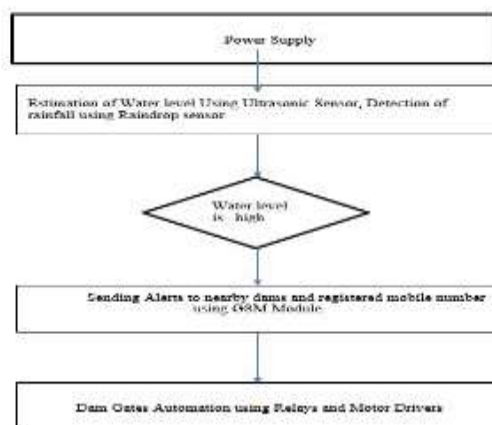 Power Supply
Estimation of Water level Using Ultrasonic Sensor, Detection of
rainfall using Raindrop sensor
Water level
is high
Sending Alerts to nearby dams and registered mobile number
using GSM Module.
Dam Gates Automation using Relays and Motor Drivers